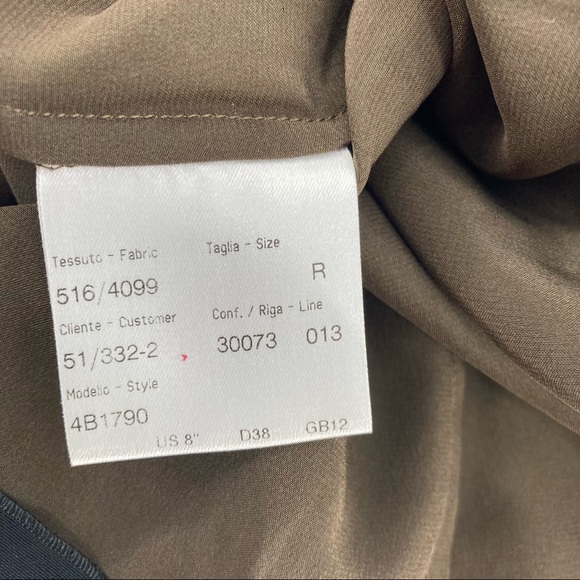 Tessuto - Fabric
Taglia - Size
516/4099
R
Cliente - Customer
Conf. / Riga - Line
51/332-2
30073 013
Modello - Style
4B1790
US 8" D38 GB12